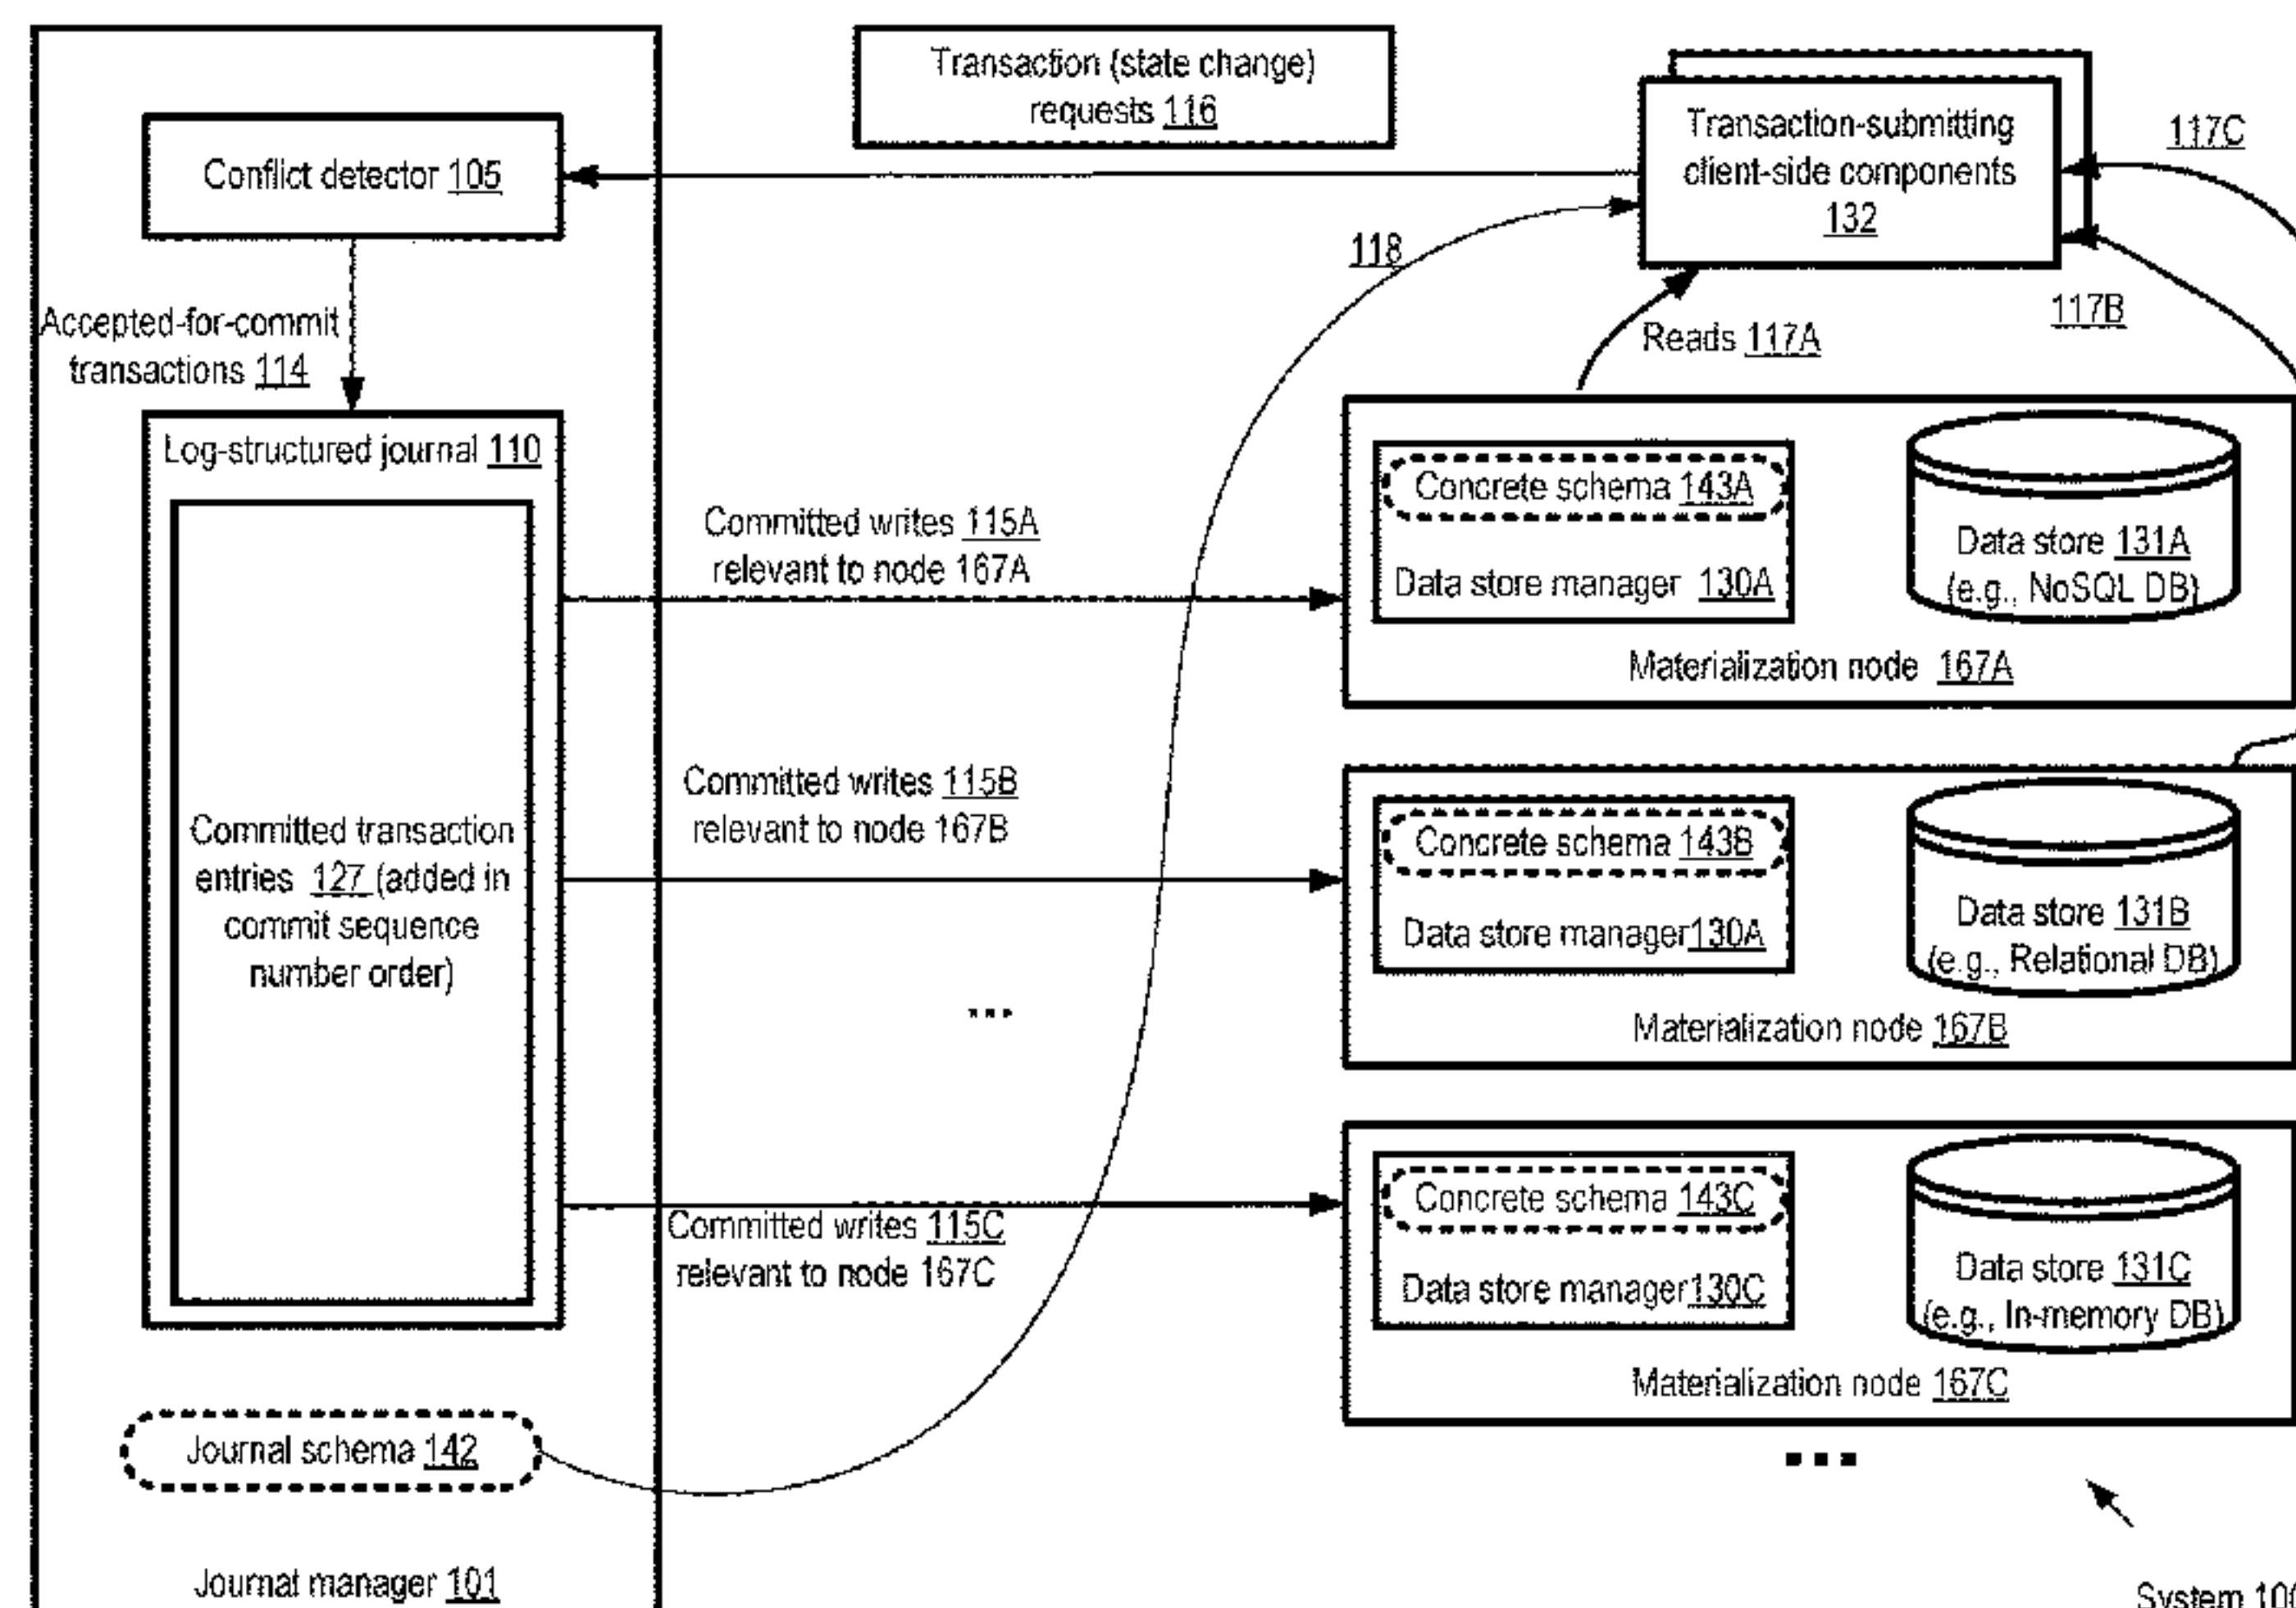 Transaction (state change)
requests 116
Transaction-submitting
client-side components
132
117C
Conflict detector 105
118
117B
Accepted-for-commit
transactions 114
Reads 117A
Log-structured journal 110
Committed writes 115A
relevant to node 167A
Concrete schema 143A
Data store manager 130A
Data store 131A
(e.g., NoSQL DB)
Materialization node 167A
Committed writes 115B
relevant to node 167B
Committed transaction
entries 127 (added in
commit sequence
number order)
Concrete schema 143B
Data store manager130A
Data store 131B
(e.g., Relational DB)
Materialization node 167B
...
Committed writes 115C
relevant to node 167C
Concrete schema 143C
Data store manager130C
Data store 131C
(e.g., In-memory DB)
Materialization node 167C
...
Journal schema 142
Journal manager 101
System